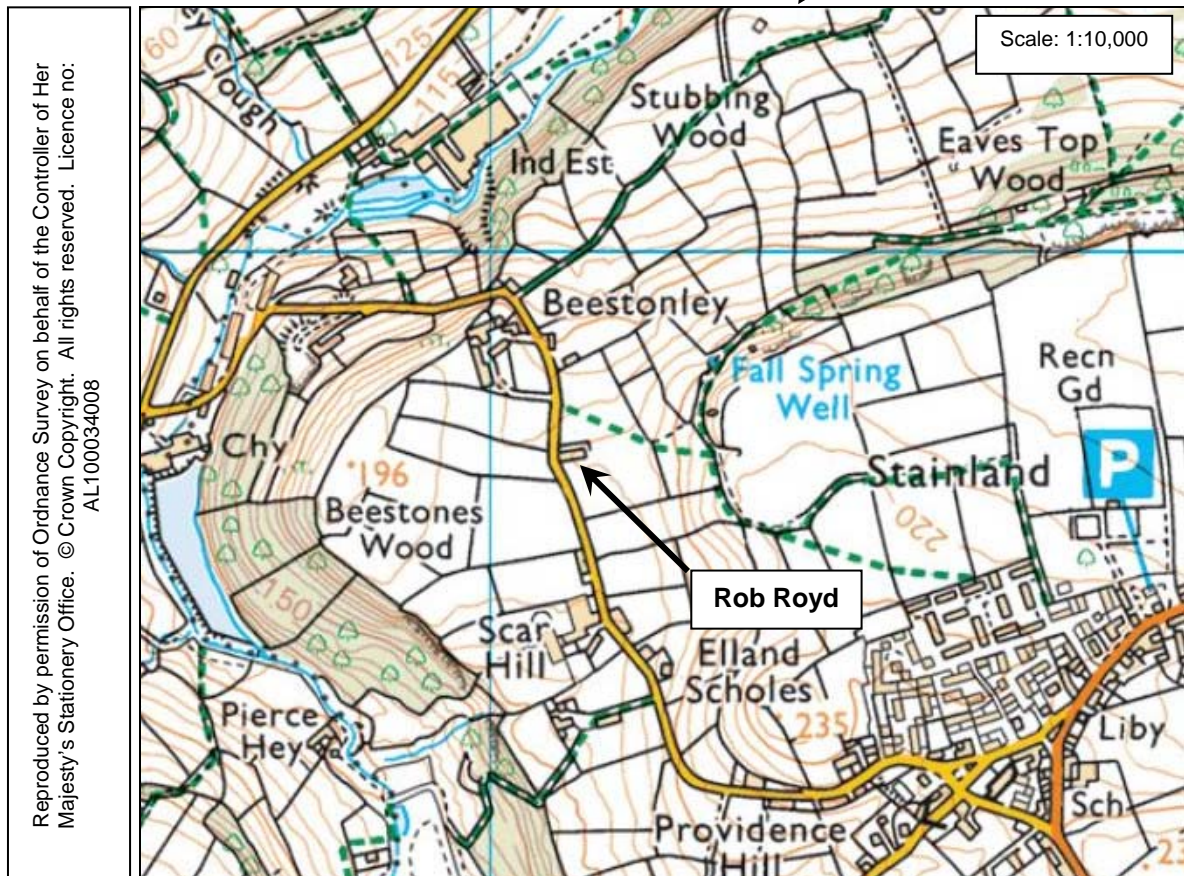 Reproduced by permission of Ordnance Survey on behalf of the Controller of Her
Majesty's Stationery Office. © Crown Copyright. All rights reserved. Licence no:
AL100034008
Scale: 1:10,000
60
Clough
125
115
Stubbing
Wood
Ind Est
Eaves Top
Wood
Beestonley
Fall Spring
Well
Recn
Gd
P
Chy
196
Stainland
Beestones
Wood
220
150
Rob Royd
Scar
Hill
Elland
Scholes
235
Pierce
Hey
Liby
Sch
Providence
Hill